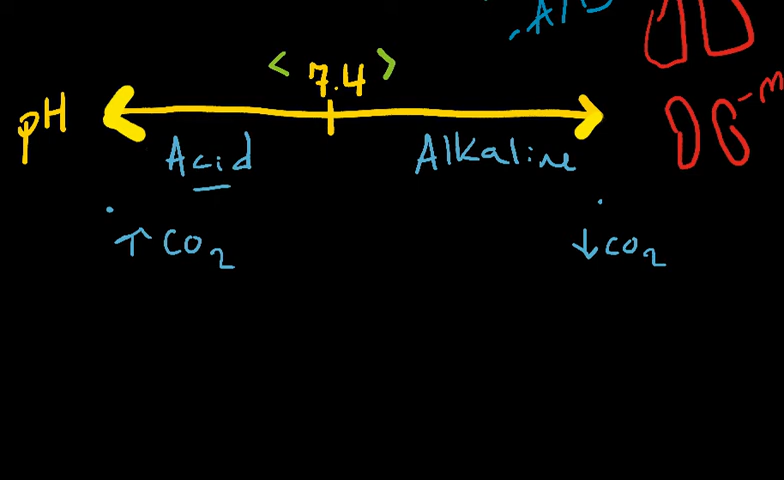 < 7.4 >
pH
Acid Alkaline
↑ CO2 ↓ CO2